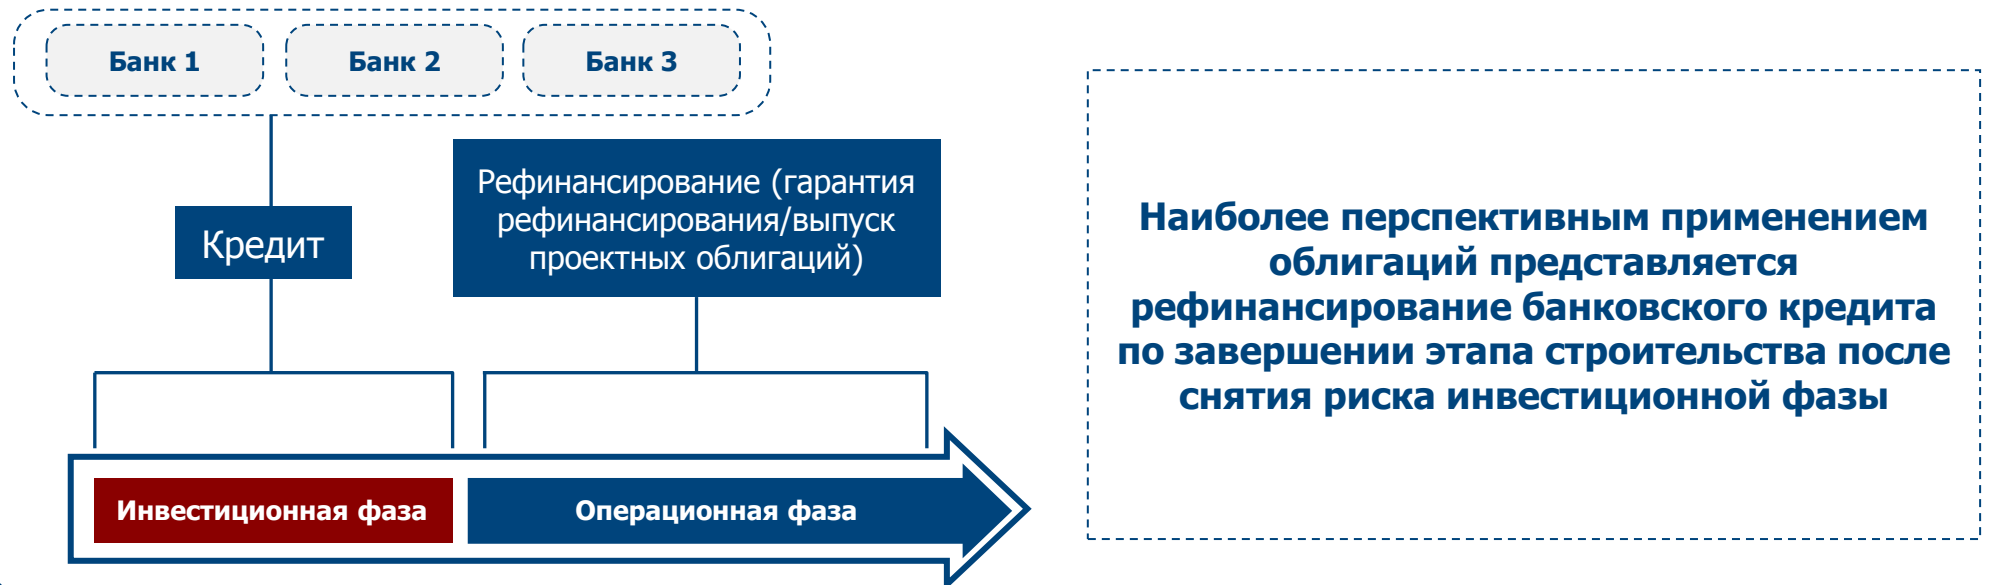 Банк 1
Банк 2
Банк 3
Кредит
Рефинансирование (гарантия
рефинансирования/выпуск
проектных облигаций)
Инвестиционная фаза
Операционная фаза
Наиболее перспективным применением
облигаций представляется
рефинансирование банковского кредита
по завершении этапа строительства после
снятия риска инвестиционной фазы